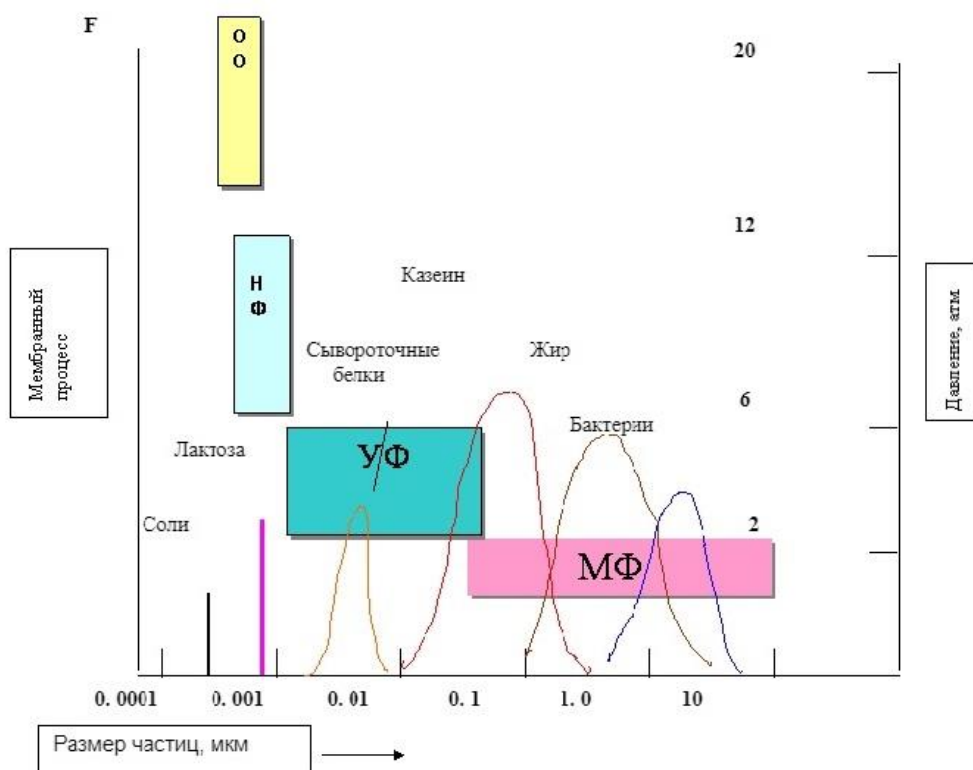 F
О
О
20
12
Н
Ф
Казеин
Мембранный
процесс
Давление, атм
Сывороточные
белки
Жир
6
Бактерии
УФ
Лактоза
Соли
2
МФ
0.0001 0.001 0.01 0.1 1.0 10
Размер частиц, мкм